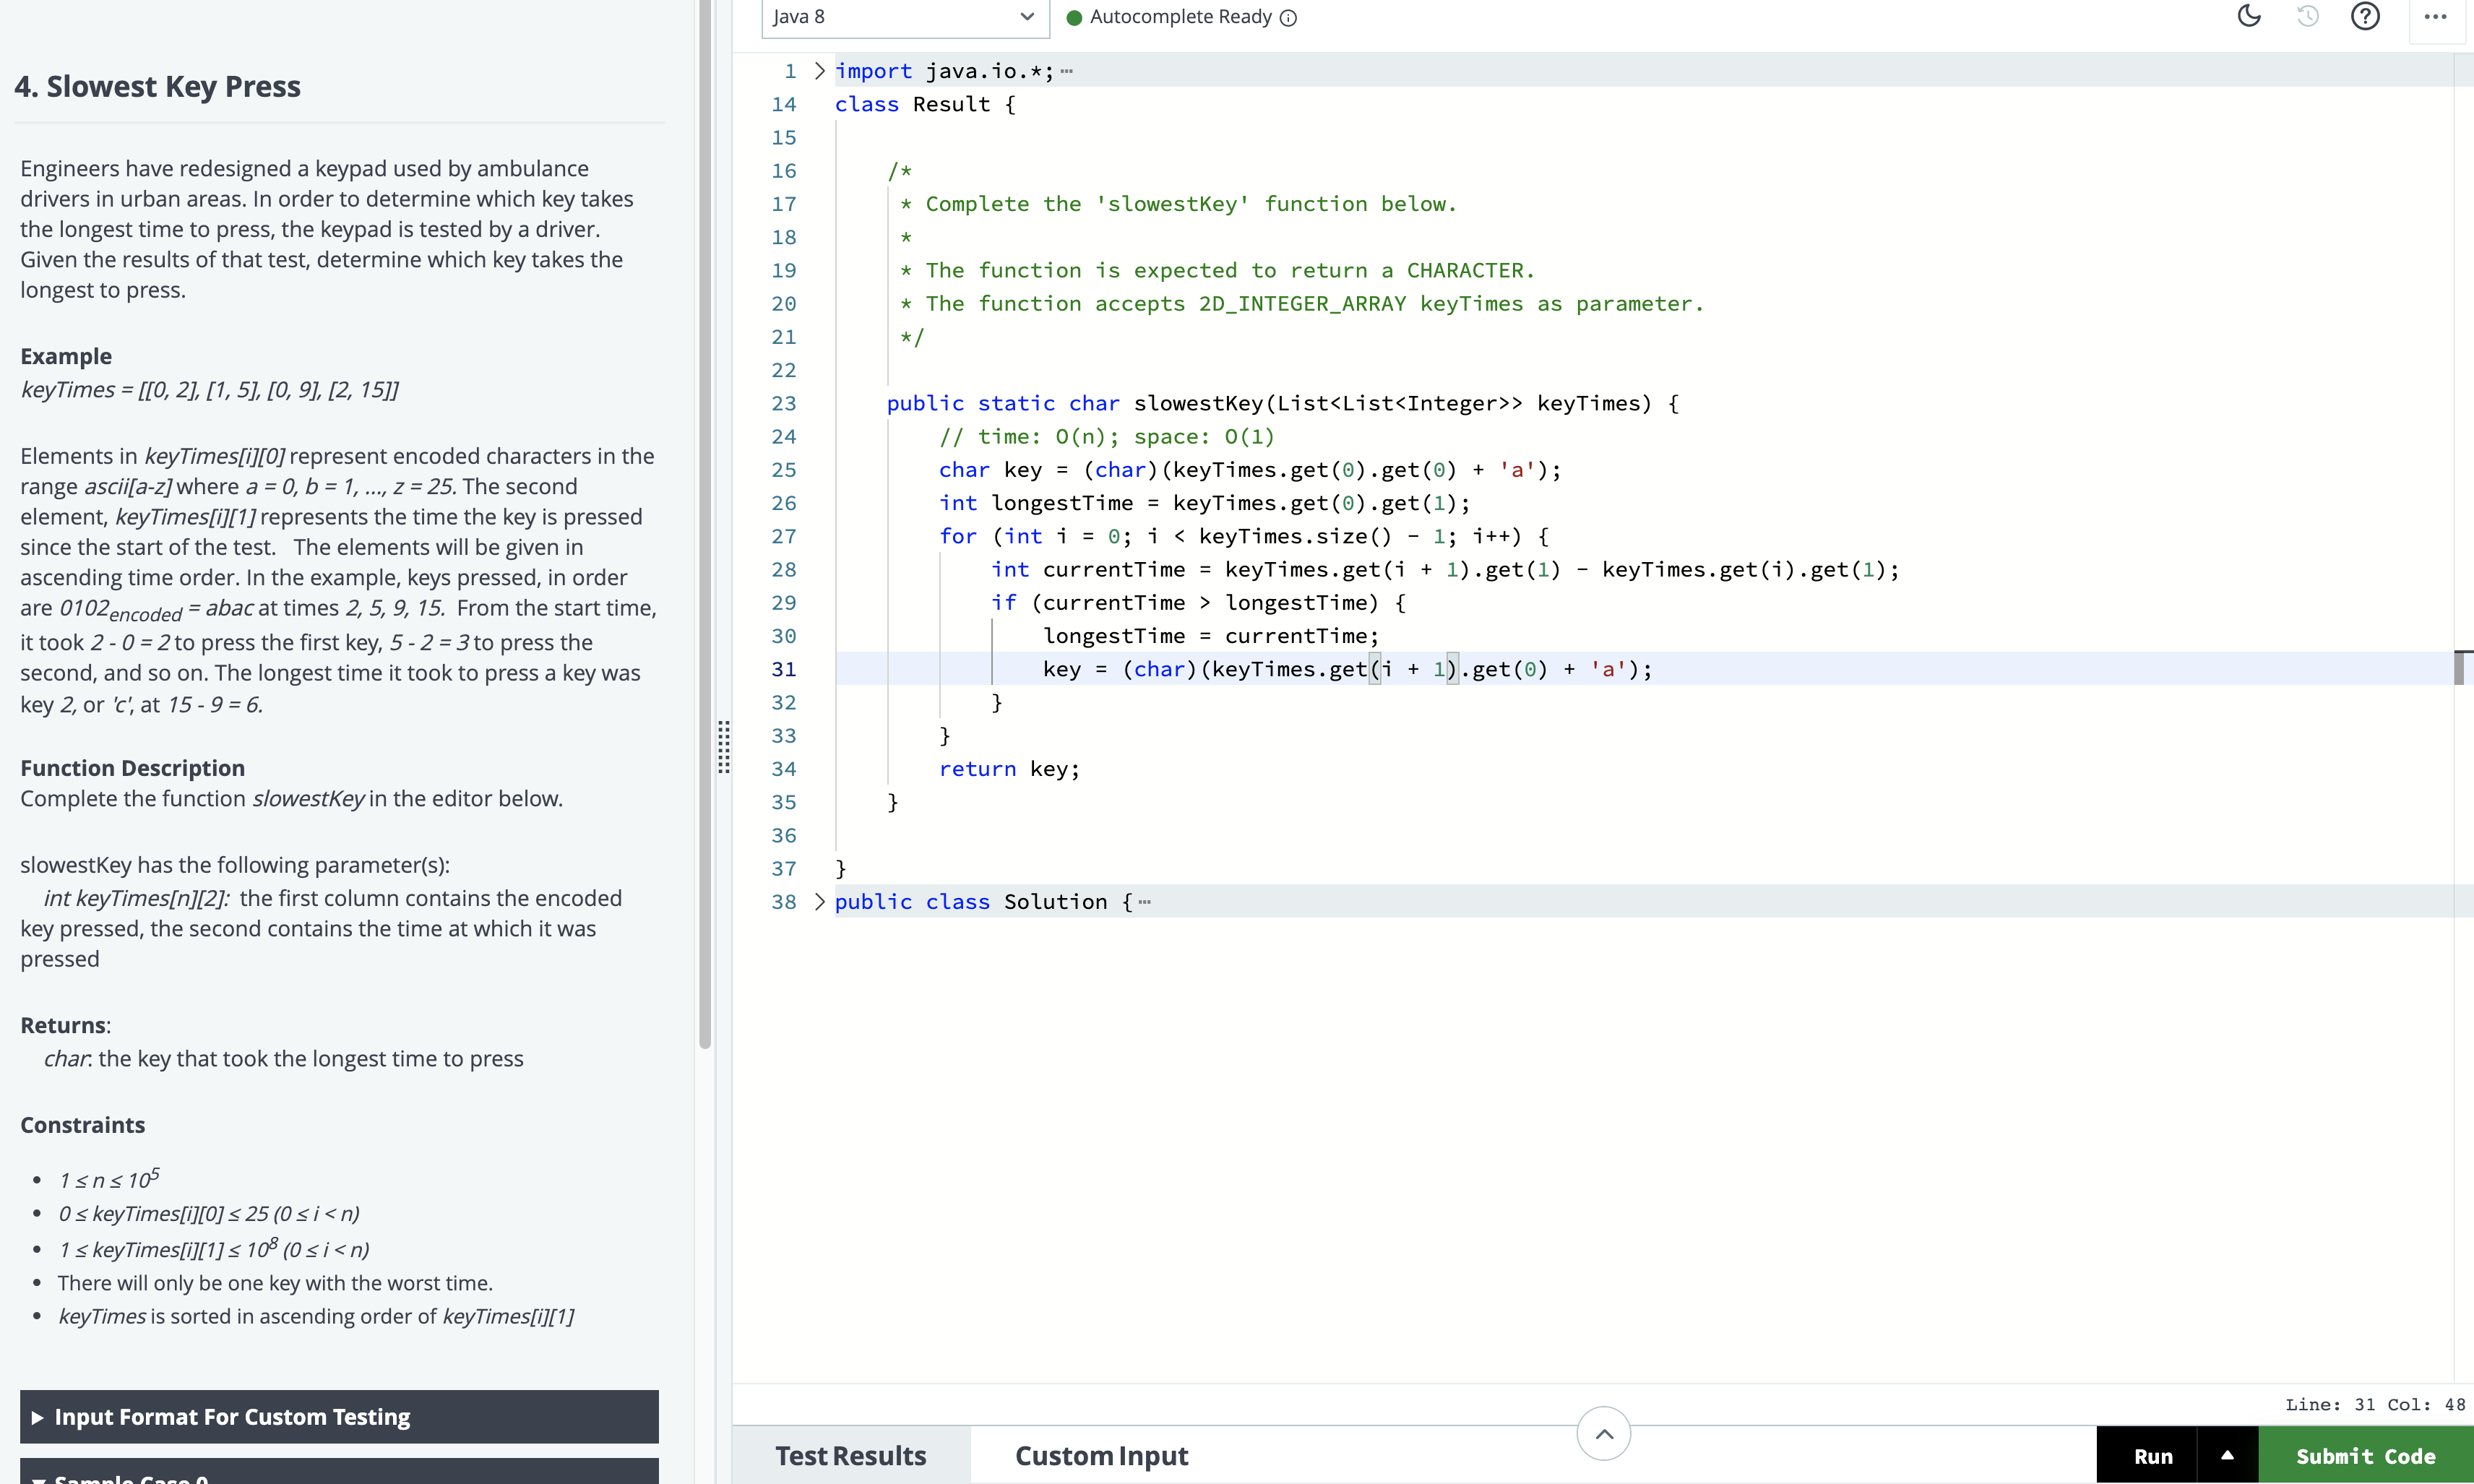 4. Slowest Key Press
Engineers have redesigned a keypad used by ambulance
drivers in urban areas. In order to determine which key takes
the longest time to press, the keypad is tested by a driver.
Given the results of that test, determine which key takes the
longest to press.
Example
keyTimes = [[0, 2], [1, 5], [0, 9], [2, 15]]
Elements in keyTimes[i][0] represent encoded characters in the
range ascii[a-z] where a = 0, b = 1, ..., z = 25. The second
element, keyTimes[i][1] represents the time the key is pressed
since the start of the test.   The elements will be given in
ascending time order. In the example, keys pressed, in order
are 0102encoded = abac at times 2, 5, 9, 15.  From the start time,
it took 2 - 0 = 2 to press the first key, 5 - 2 = 3 to press the
second, and so on. The longest time it took to press a key was
key 2, or 'c', at 15 - 9 = 6.
Function Description
Complete the function slowestKey in the editor below.
slowestKey has the following parameter(s):
int keyTimes[n][2]:  the first column contains the encoded
key pressed, the second contains the time at which it was
pressed
Returns:
char: the key that took the longest time to press
Constraints
• 1 ≤ n ≤ 10^5
• 0 ≤ keyTimes[i][0] ≤ 25 (0 ≤ i < n)
• 1 ≤ keyTimes[i][1] ≤ 10^8 (0 ≤ i < n)
• There will only be one key with the worst time.
• keyTimes is sorted in ascending order of keyTimes[i][1]
▶ Input Format For Custom Testing
▼ Sample Case 0
Java 8
Autocomplete Ready
1 import java.io.*;⋯
14 class Result {
15
16     /*
17      * Complete the 'slowestKey' function below.
18      *
19      * The function is expected to return a CHARACTER.
20      * The function accepts 2D_INTEGER_ARRAY keyTimes as parameter.
21      */
22
23     public static char slowestKey(List<List<Integer>> keyTimes) {
24         // time: O(n); space: O(1)
25         char key = (char)(keyTimes.get(0).get(0) + 'a');
26         int longestTime = keyTimes.get(0).get(1);
27         for (int i = 0; i < keyTimes.size() - 1; i++) {
28             int currentTime = keyTimes.get(i + 1).get(1) - keyTimes.get(i).get(1);
29             if (currentTime > longestTime) {
30                 longestTime = currentTime;
31                 key = (char)(keyTimes.get(i + 1).get(0) + 'a');
32             }
33         }
34         return key;
35     }
36
37 }
38 public class Solution {⋯
Line: 31 Col: 48
Test Results
Custom Input
Run
Submit Code